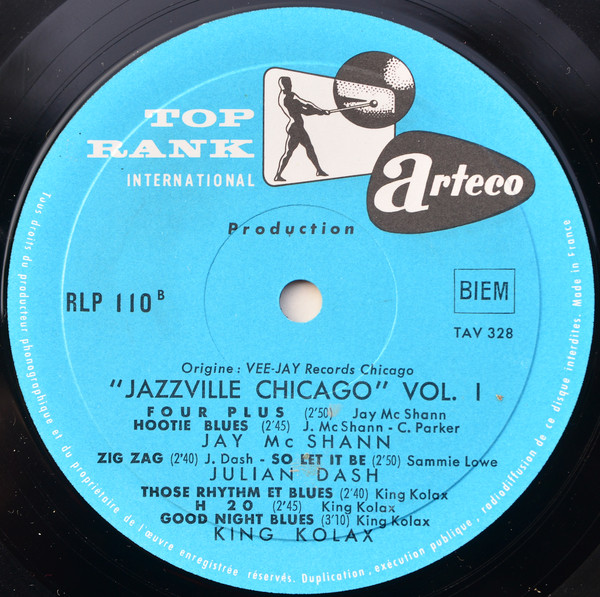 TOP
RANK
INTERNATIONAL
arteco
Production
RLP 110 B
BIEM
TAV 328
Origine : VEE-JAY Records Chicago
"JAZZVILLE CHICAGO" VOL. I
FOUR PLUS (2'50) Jay Mc Shann
HOOTIE BLUES (2'45) J. Mc Shann - C. Parker
JAY Mc SHANN
ZIG ZAG (2'40) J. Dash - SO LET IT BE (2'50) Sammie Lowe
JULIAN DASH
THOSE RHYTHM ET BLUES (2'40) King Kolax
H 20 (2'45) King Kolax
GOOD NIGHT BLUES (3'10) King Kolax
KING KOLAX
Tous droits du producteur phonographique et du propriétaire de l'œuvre enregistrée réservés. Duplication, exécution publique, radiodiffusion de ce disque interdites. Made in France